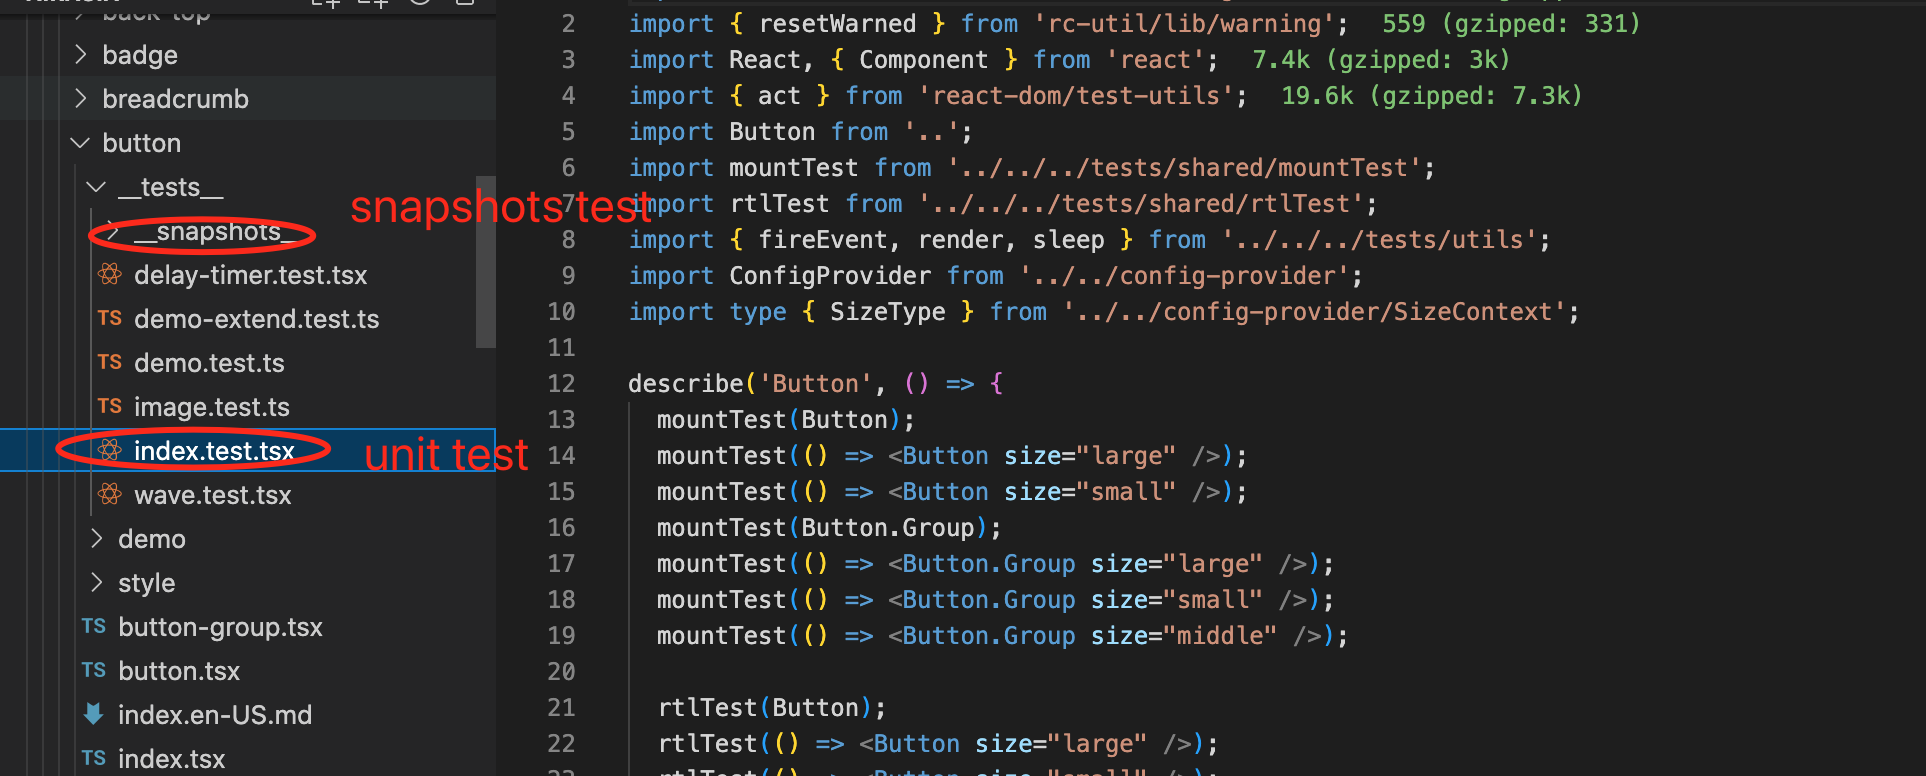 back-top
badge
breadcrumb
button
__tests__
__snapshots__
snapshots test
delay-timer.test.tsx
TS demo-extend.test.ts
TS demo.test.ts
TS image.test.ts
index.test.tsx
unit test
wave.test.tsx
demo
style
TS button-group.tsx
TS button.tsx
index.en-US.md
TS index.tsx
2 import { resetWarned } from 'rc-util/lib/warning'; 559 (gzipped: 331)
3 import React, { Component } from 'react'; 7.4k (gzipped: 3k)
4 import { act } from 'react-dom/test-utils'; 19.6k (gzipped: 7.3k)
5 import Button from '..';
6 import mountTest from '../../../tests/shared/mountTest';
7 import rtlTest from '../../../tests/shared/rtlTest';
8 import { fireEvent, render, sleep } from '../../../tests/utils';
9 import ConfigProvider from '../../config-provider';
10 import type { SizeType } from '../../config-provider/SizeContext';
11
12 describe('Button', () => {
13 mountTest(Button);
14 mountTest(() => <Button size="large" />);
15 mountTest(() => <Button size="small" />);
16 mountTest(Button.Group);
17 mountTest(() => <Button.Group size="large" />);
18 mountTest(() => <Button.Group size="small" />);
19 mountTest(() => <Button.Group size="middle" />);
20
21 rtlTest(Button);
22 rtlTest(() => <Button size="large" />);
23 rtlTest(() => <Button size="small" />);